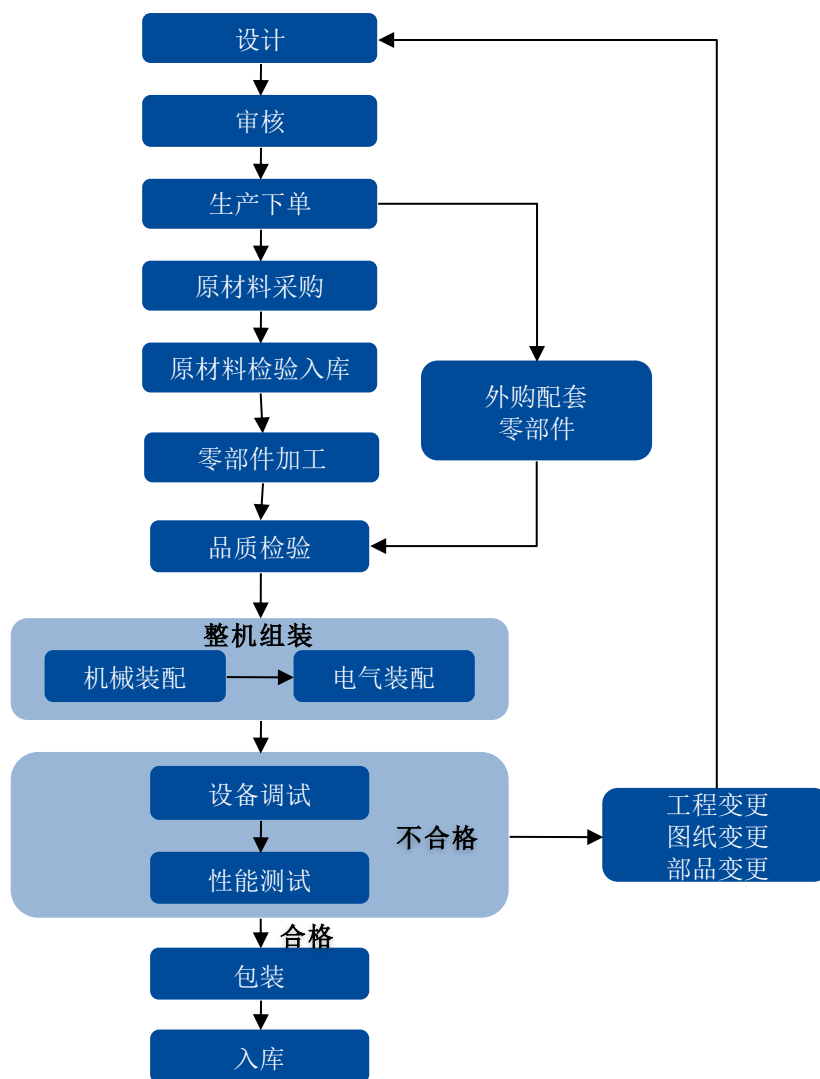 设计
审核
生产下单
原材料采购
原材料检验入库
外购配套
零部件
零部件加工
品质检验
整机组装
机械装配
电气装配
设备调试
不合格
性能测试
工程变更
图纸变更
部品变更
合格
包装
入库